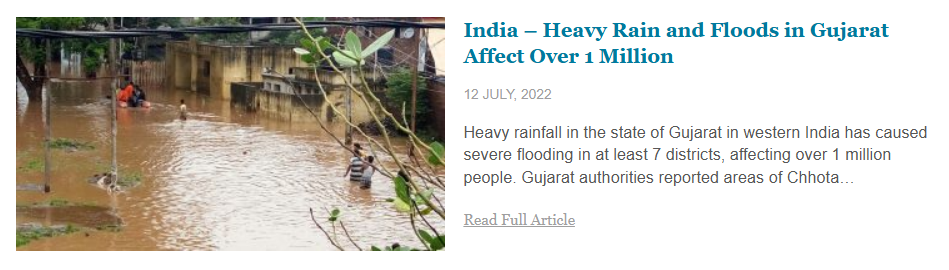 India – Heavy Rain and Floods in Gujarat
Affect Over 1 Million
12 JULY, 2022
Heavy rainfall in the state of Gujarat in western India has caused
severe flooding in at least 7 districts, affecting over 1 million
people. Gujarat authorities reported areas of Chhota…
Read Full Article